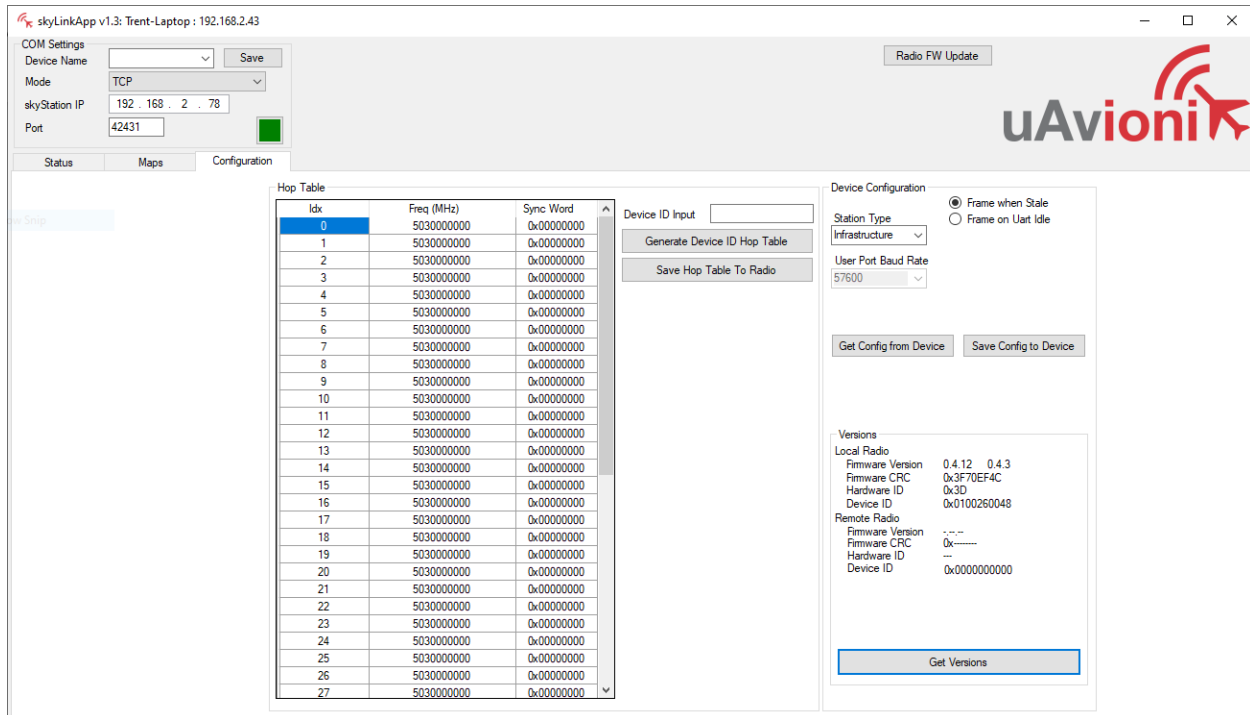 skyLinkApp v1.3: Trent-Laptop : 192.168.2.43
COM Settings
Device Name
Save
Radio FW Update
Mode
TCP
skyStation IP
192 . 168 . 2 . 78
Port
42431
uAvionix
Status
Maps
Configuration
ow Snip
Hop Table
Idx Freq (MHz) Sync Word
0 5030000000 0x00000000
1 5030000000 0x00000000
2 5030000000 0x00000000
3 5030000000 0x00000000
4 5030000000 0x00000000
5 5030000000 0x00000000
6 5030000000 0x00000000
7 5030000000 0x00000000
8 5030000000 0x00000000
9 5030000000 0x00000000
10 5030000000 0x00000000
11 5030000000 0x00000000
12 5030000000 0x00000000
13 5030000000 0x00000000
14 5030000000 0x00000000
15 5030000000 0x00000000
16 5030000000 0x00000000
17 5030000000 0x00000000
18 5030000000 0x00000000
19 5030000000 0x00000000
20 5030000000 0x00000000
21 5030000000 0x00000000
22 5030000000 0x00000000
23 5030000000 0x00000000
24 5030000000 0x00000000
25 5030000000 0x00000000
26 5030000000 0x00000000
27 5030000000 0x00000000
Device ID Input
Generate Device ID Hop Table
Save Hop Table To Radio
Device Configuration
Frame when Stale
Station Type
Frame on Uart Idle
Infrastructure
User Port Baud Rate
57600
Get Config from Device
Save Config to Device
Versions
Local Radio
Firmware Version 0.4.12 0.4.3
Firmware CRC 0x3F70EF4C
Hardware ID 0x3D
Device ID 0x0100260048
Remote Radio
Firmware Version -.--.--
Firmware CRC 0x--------
Hardware ID ---
Device ID 0x0000000000
Get Versions